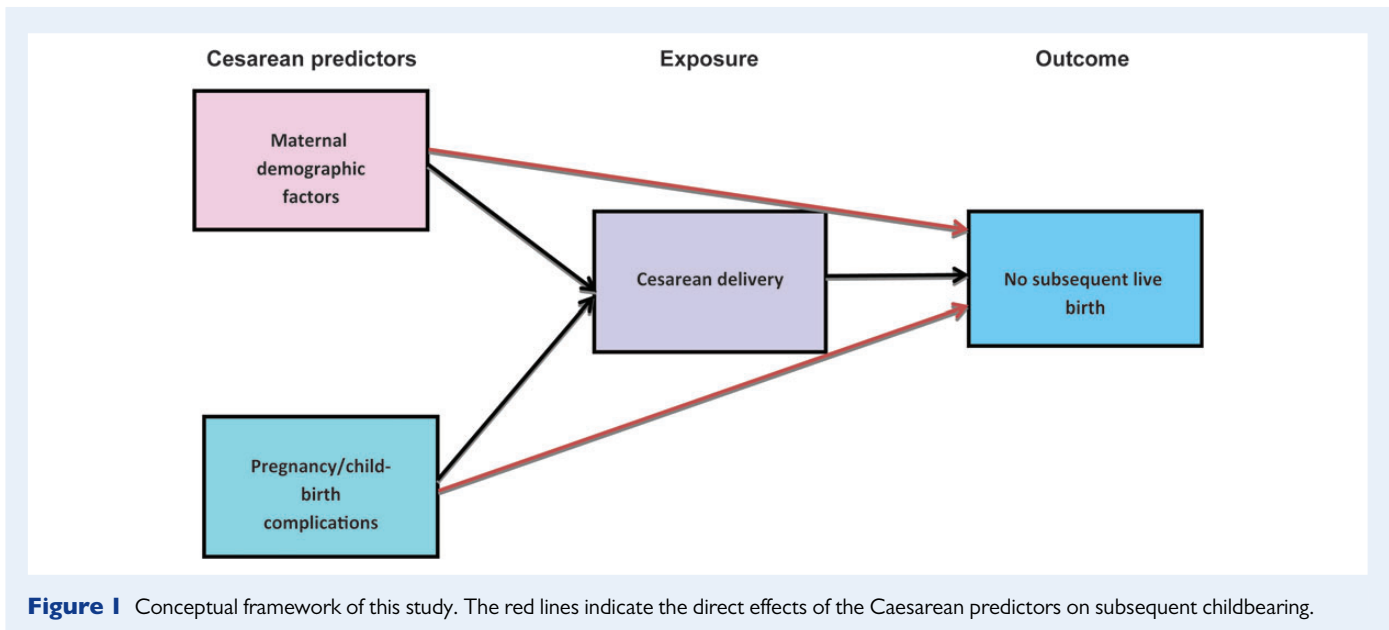 Cesarean predictors
Exposure
Outcome
Maternal
demographic
factors
Cesarean delivery
No subsequent live
birth
Pregnancy/child-
birth
complications
Figure 1 Conceptual framework of this study. The red lines indicate the direct effects of the Caesarean predictors on subsequent childbearing.